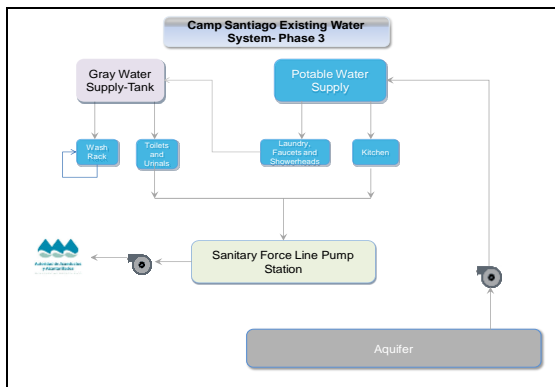 Camp Santiago Existing Water
System- Phase 3
Gray Water
Supply-Tank
Potable Water
Supply
Wash
Rack
Toilets
and
Urinals
Laundry,
Faucets and
Showerheads
Kitchen
Sanitary Force Line Pump
Station
Aquifer